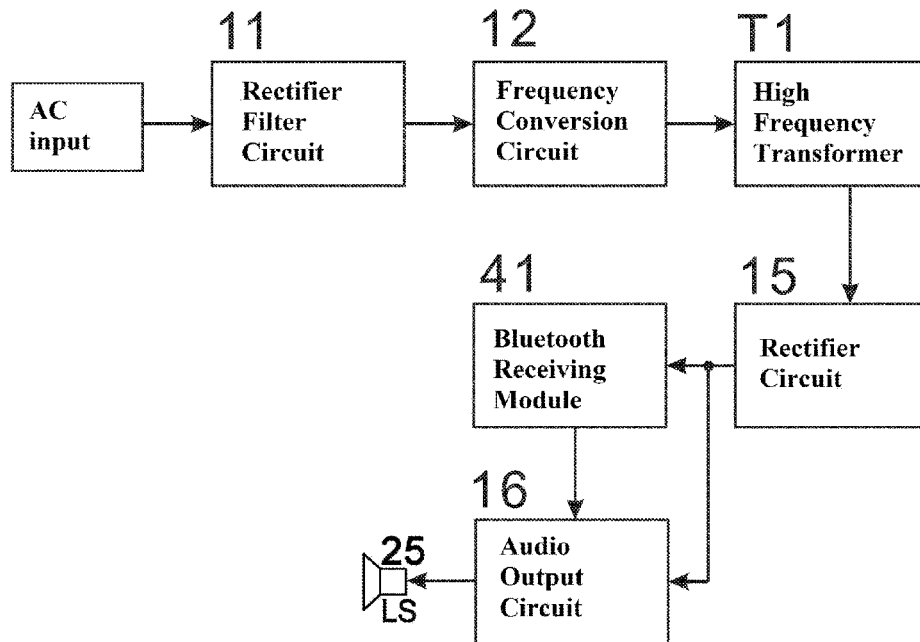 11
12
T1
AC
input
Rectifier
Filter
Circuit
Frequency
Conversion
Circuit
High
Frequency
Transformer
41
15
Bluetooth
Receiving
Module
Rectifier
Circuit
16
25
LS
Audio
Output
Circuit